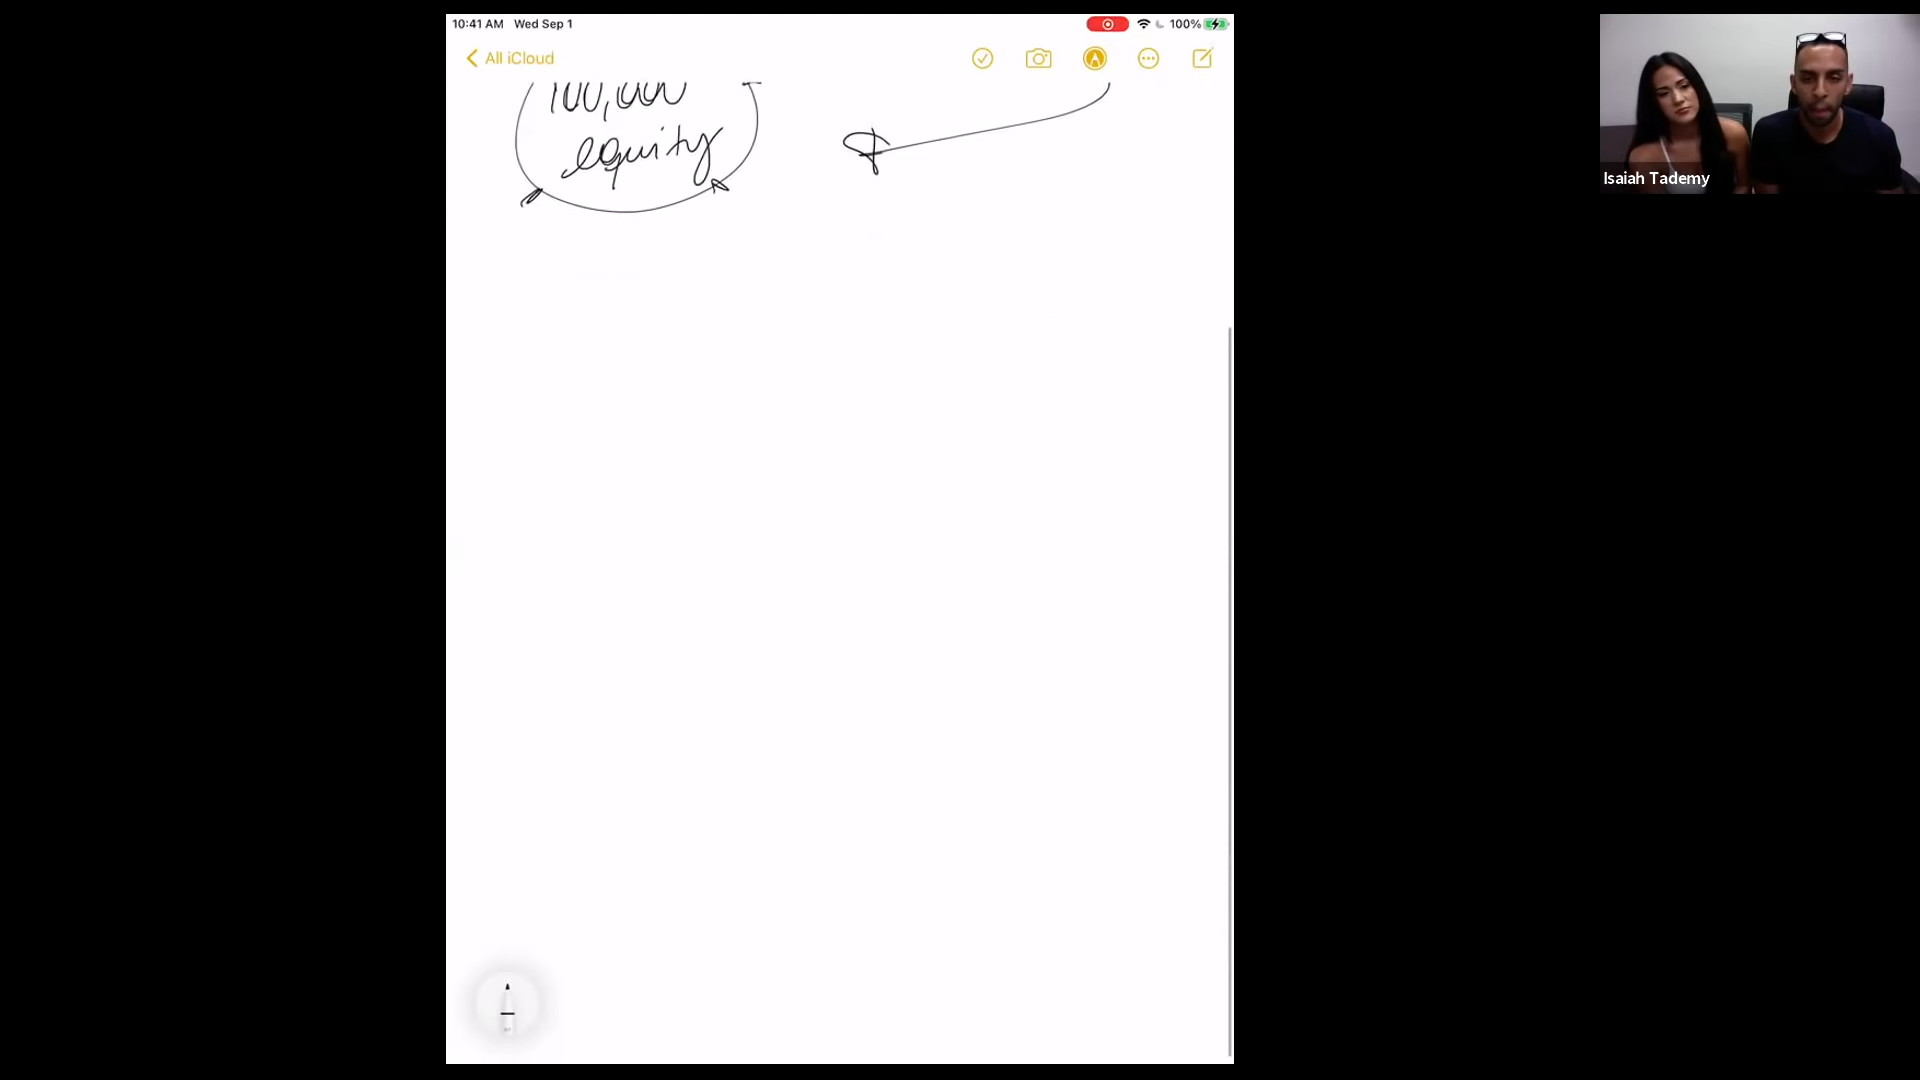 10:41 AM Wed Sep 1
100%
All iCloud
100,000
equity
Isaiah Tademy